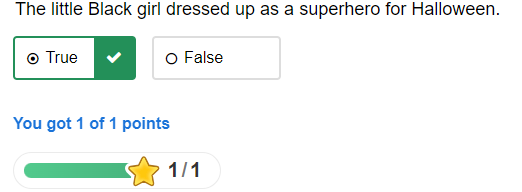 The little Black girl dressed up as a superhero for Halloween.
True False
You got 1 of 1 points
1/1